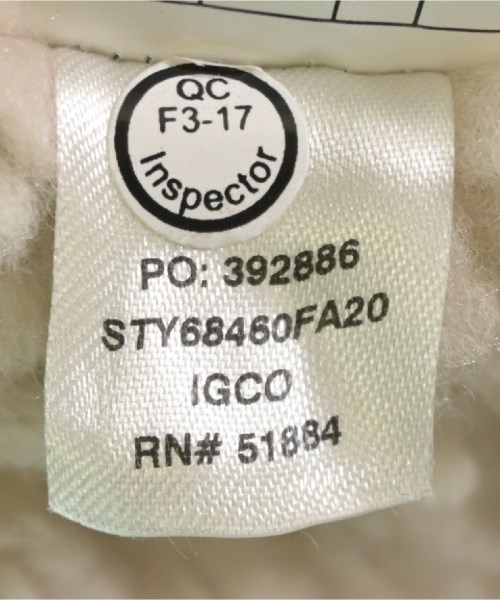 QC
F3-17
Inspector
PO: 392886
STY68460FA20
IGCO
RN# 51884